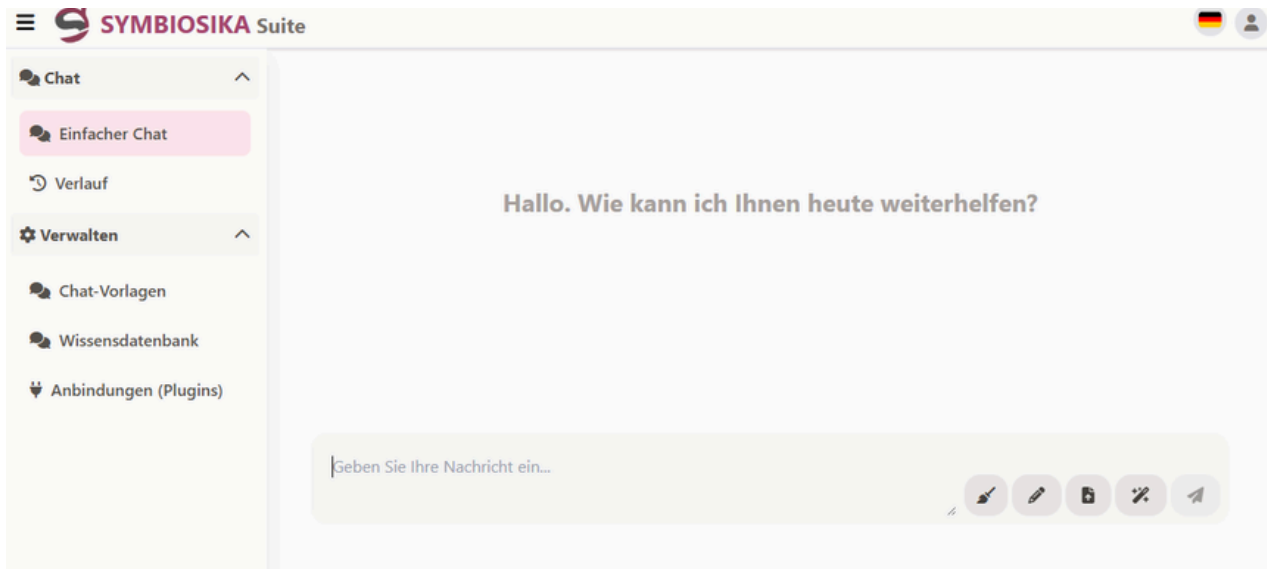 SYMBIOSIKA Suite
Chat
Einfacher Chat
Verlauf
Verwalten
Chat-Vorlagen
Wissensdatenbank
Anbindungen (Plugins)
Hallo. Wie kann ich Ihnen heute weiterhelfen?
Geben Sie Ihre Nachricht ein...